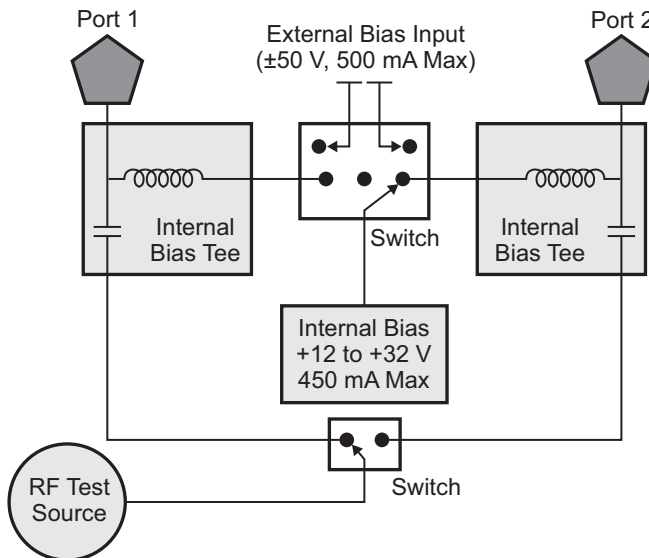 Port 1
External Bias Input
(±50 V, 500 mA Max)
Port 2
Internal
Bias Tee
Switch
Internal
Bias Tee
Internal Bias
+12 to +32 V
450 mA Max
RF Test
Source
Switch